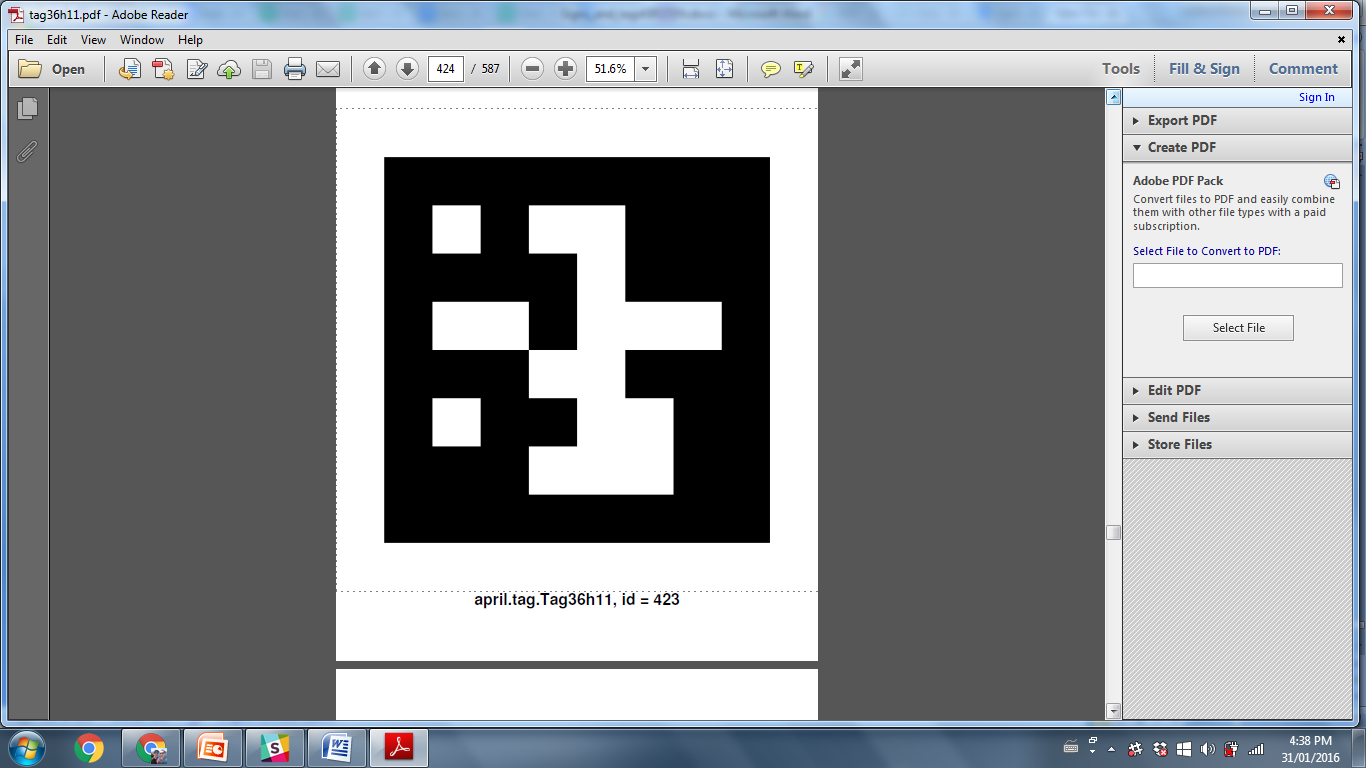 tag36h11.pdf - Adobe Reader
File Edit View Window Help
Open 424 / 587 51.6% Tools Fill & Sign Comment
Sign In
Export PDF
Create PDF
Adobe PDF Pack
Convert files to PDF and easily combine
them with other file types with a paid
subscription.
Select File to Convert to PDF:
Select File
Edit PDF
Send Files
Store Files
april.tag.Tag36h11, id = 423
4:38 PM
31/01/2016